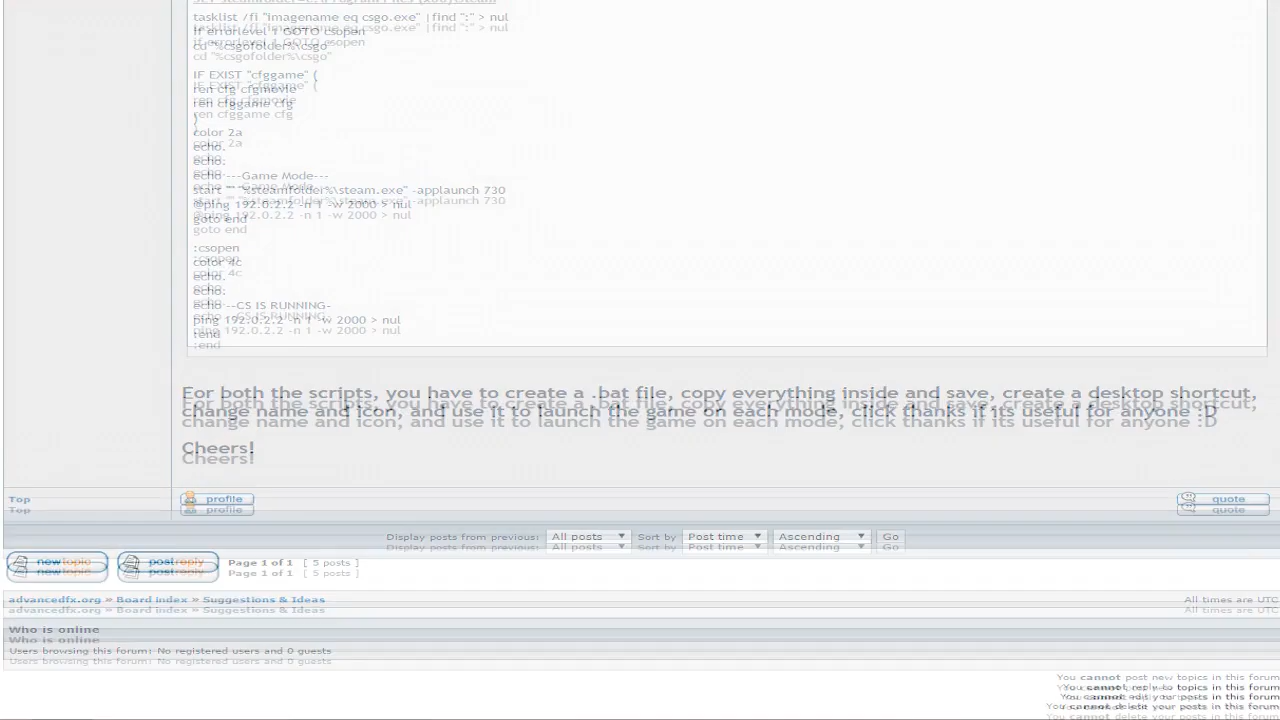 tasklist /fi "imagename eq csgo.exe" |find ":" > nul
if errorlevel 1 GOTO csopen
cd "%csgofolder%\csgo"
IF EXIST "cfggame" (
ren cfg cfgmovie
ren cfggame cfg
)
color 2a
echo.
echo.
echo ---Game Mode---
start "" "%steamfolder%\steam.exe" -applaunch 730
@ping 192.0.2.2 -n 1 -w 2000 > nul
goto end
:csopen
color 4c
echo.
echo.
echo --CS IS RUNNING-
ping 192.0.2.2 -n 1 -w 2000 > nul
:end
For both the scripts, you have to create a .bat file, copy everything inside and save, create a desktop shortcut,
change name and icon, and use it to launch the game on each mode, click thanks if its useful for anyone :D
Cheers!
Top profile quote
Display posts from previous: All posts Sort by Post time Ascending Go
newtopic postreply Page 1 of 1 [ 5 posts ]
advancedfx.org » Board index » Suggestions & Ideas All times are UTC
Who is online
Users browsing this forum: No registered users and 0 guests
You cannot post new topics in this forum
You cannot reply to topics in this forum
You cannot edit your posts in this forum
You cannot delete your posts in this forum